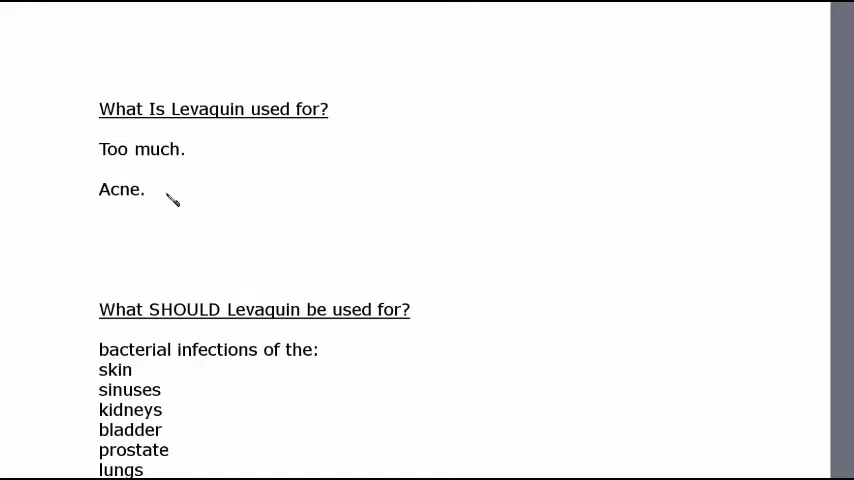 What Is Levaquin used for?
Too much.
Acne.
What SHOULD Levaquin be used for?
bacterial infections of the:
skin
sinuses
kidneys
bladder
prostate
lungs